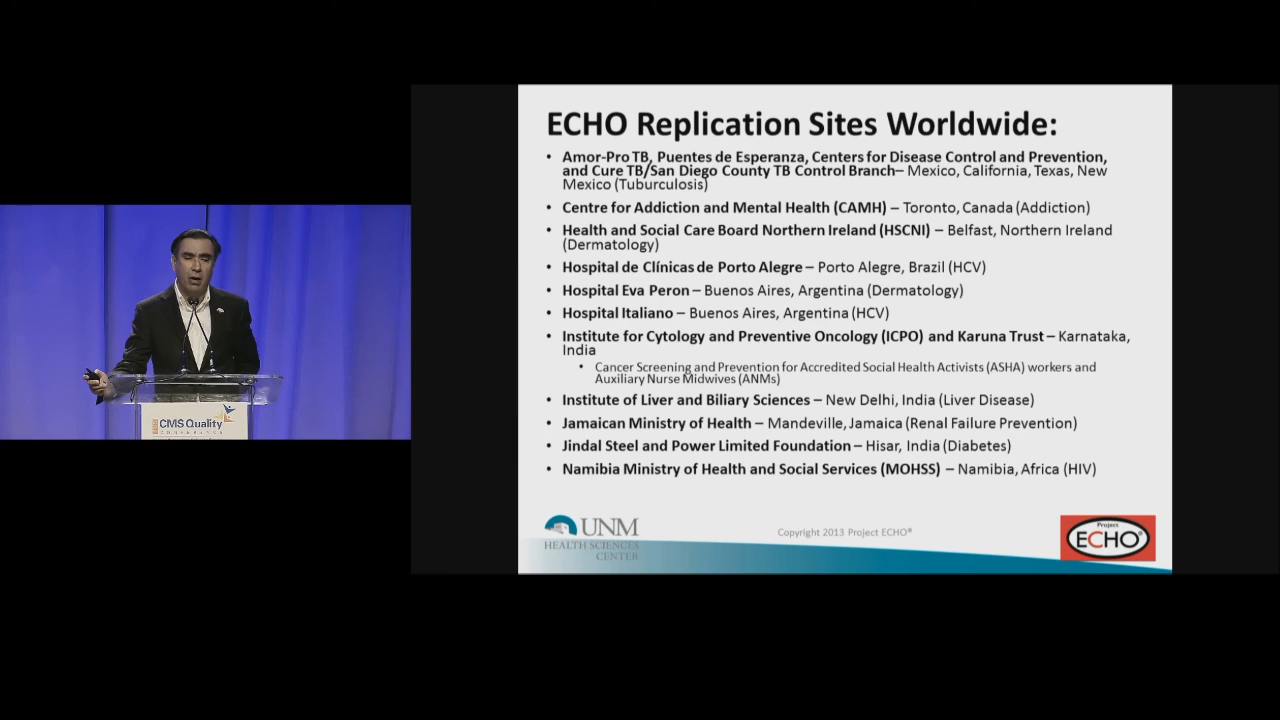 ECHO Replication Sites Worldwide:
• Amor-Pro TB, Puentes de Esperanza, Centers for Disease Control and Prevention,
and Cure TB/San Diego County TB Control Branch– Mexico, California, Texas, New
Mexico (Tuburculosis)
• Centre for Addiction and Mental Health (CAMH) – Toronto, Canada (Addiction)
• Health and Social Care Board Northern Ireland (HSCNI) – Belfast, Northern Ireland
(Dermatology)
• Hospital de Clínicas de Porto Alegre – Porto Alegre, Brazil (HCV)
• Hospital Eva Peron – Buenos Aires, Argentina (Dermatology)
• Hospital Italiano – Buenos Aires, Argentina (HCV)
• Institute for Cytology and Preventive Oncology (ICPO) and Karuna Trust – Karnataka,
India
• Cancer Screening and Prevention for Accredited Social Health Activists (ASHA) workers and
Auxiliary Nurse Midwives (ANMs)
• Institute of Liver and Biliary Sciences – New Delhi, India (Liver Disease)
• Jamaican Ministry of Health – Mandeville, Jamaica (Renal Failure Prevention)
• Jindal Steel and Power Limited Foundation – Hisar, India (Diabetes)
• Namibia Ministry of Health and Social Services (MOHSS) – Namibia, Africa (HIV)
UNM
HEALTH SCIENCES
CENTER
Copyright 2013 Project ECHO®
Project
ECHO®
CMS Quality
CONFERENCE